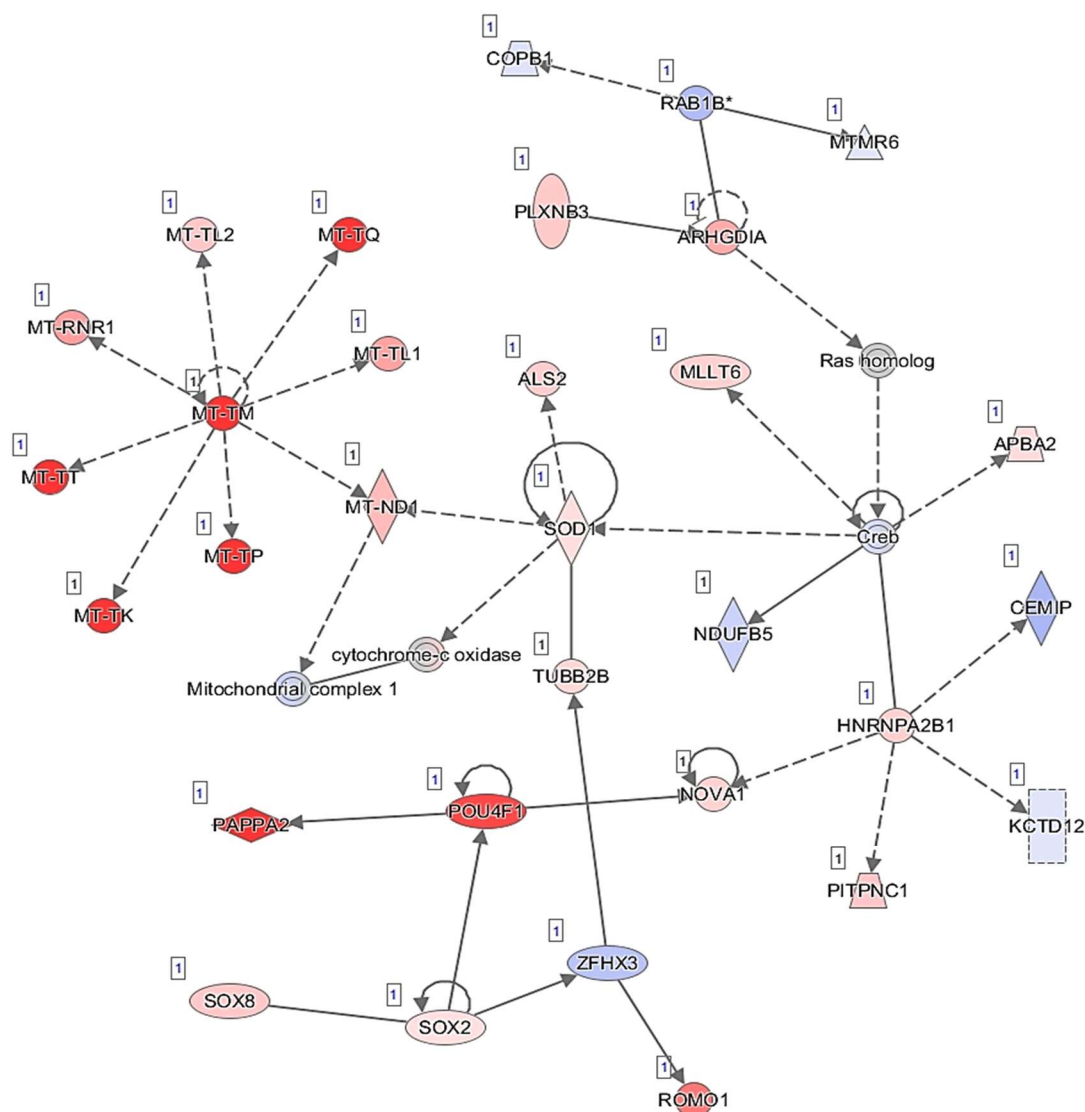 1
COPB1
1
RAB1B*
1
MTMR6
1
PLXNB3
1
ARHGDIA
1
MT-TL2
1
MT-TQ
1
MT-RNR1
1
MT-TL1
1
ALS2
1
MLLT6
Ras homolog
1
MT-TM
1
APBA2
1
MT-TT
1
MT-ND1
1
SOD1
Creb
1
MT-TP
1
MT-TK
1
NDUFB5
1
CEMIP
cytochrome-c oxidase
Mitochondrial complex 1
1
TUBB2B
1
HNRNPA2B1
1
PAPPA2
1
POU4F1
1
NOVA1
1
KCTD12
1
PITPNC1
1
ZFHX3
1
SOX8
1
SOX2
1
ROMO1